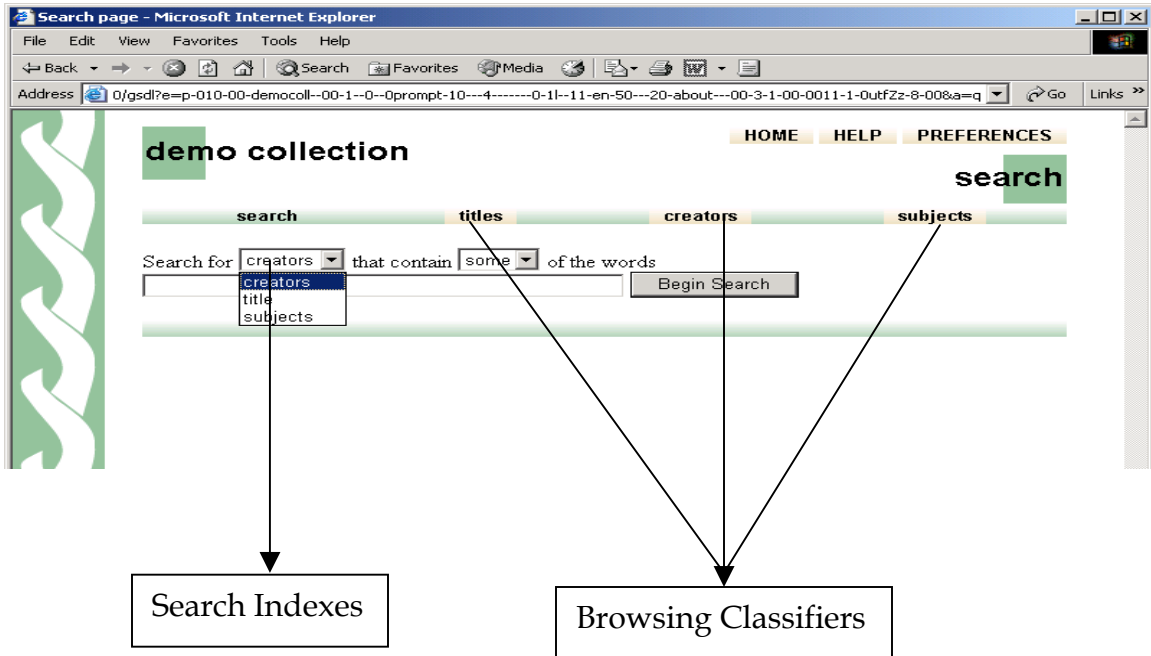 Search page - Microsoft Internet Explorer
File Edit View Favorites Tools Help
Back Search Favorites Media
Address 0/gsdl?e=p-010-00-democoll--00-1--0--0prompt-10---4-------0-1l--11-en-50---20-about---00-3-1-00-0011-1-0utfZz-8-00&a=q Go Links »
HOME HELP PREFERENCES
demo collection
search
search titles creators subjects
Search for creators that contain some of the words
Begin Search
creators
title
subjects
Search Indexes
Browsing Classifiers